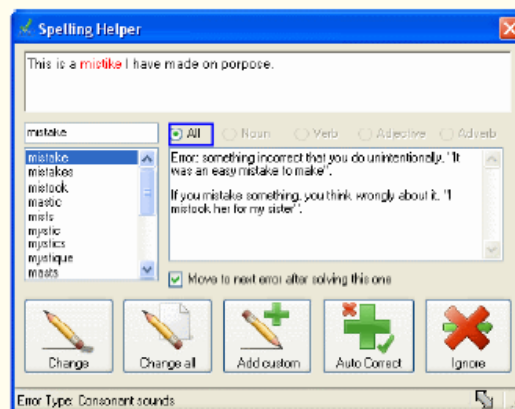 Spelling Helper
This is a mistike I have made on porpose.
mistake
All Noun Verb Adjective Adverb
mistake
mistakes
mistook
mastic
mists
mystic
mystics
mystique
masts
Error: something incorrect that you do unintentionally. "It
was an easy mistake to make".
If you mistake something, you think wrongly about it. "I
mistook her for my sister".
Move to next error after solving this one
Change Change all Add custom Auto Correct Ignore
Error Type: Consonant sounds